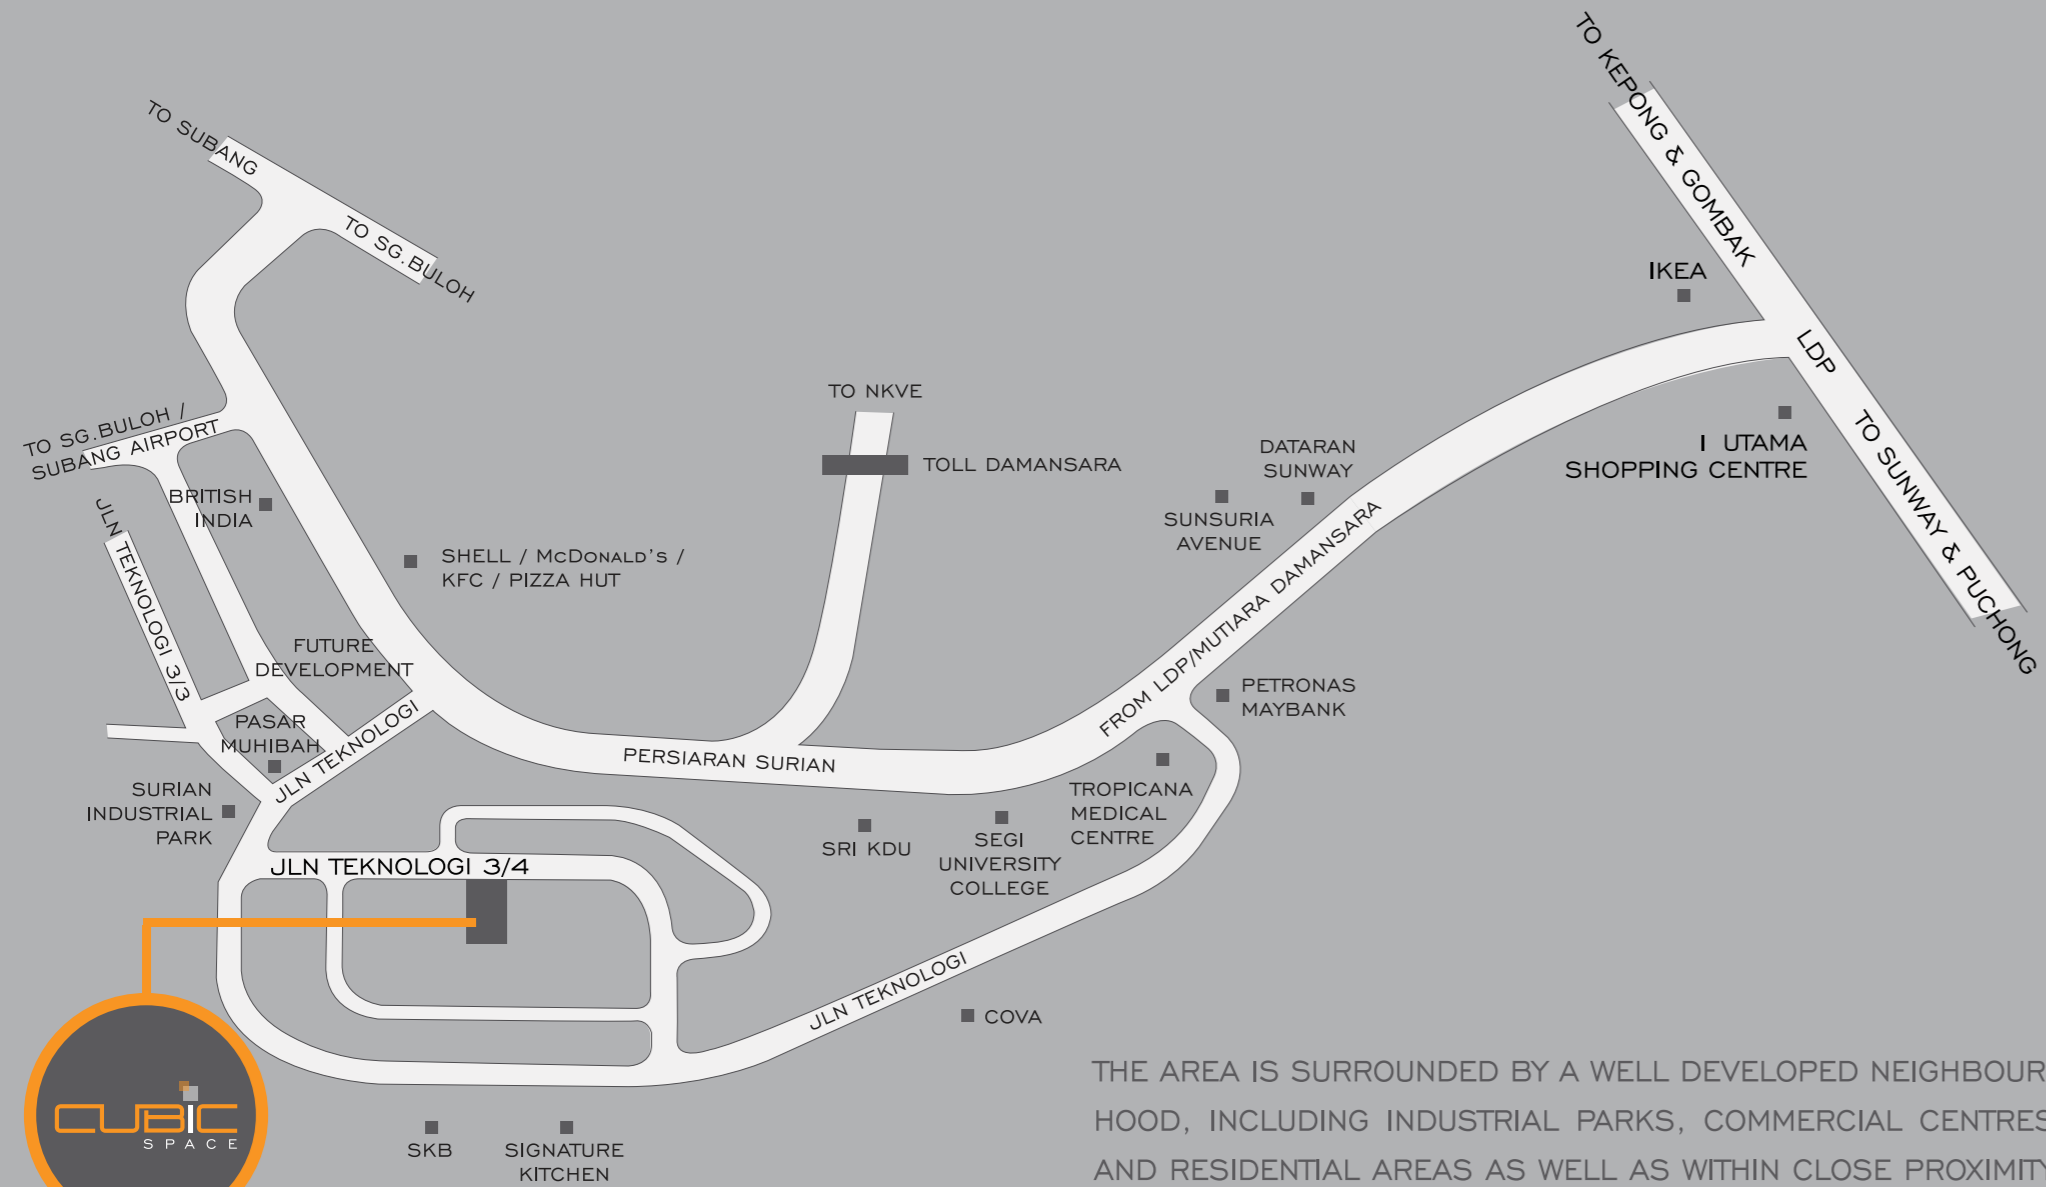 TO KEPONG & GOMBAK
TO SUBANG
TO SG.BULOH
IKEA
LDP
TO NKVE
TO SG.BULOH /
SUBANG AIRPORT
TO SUNWAY & PUCHONG
I UTAMA
SHOPPING CENTRE
DATARAN
SUNWAY
TOLL DAMANSARA
BRITISH
INDIA
JLN TEKNOLOGI 3/3
SUNSURIA
AVENUE
SHELL / McDONALD'S /
KFC / PIZZA HUT
FROM LDP/MUTIARA DAMANSARA
FUTURE
DEVELOPMENT
PETRONAS
MAYBANK
PASAR
MUHIBAH
JLN TEKNOLOGI
PERSIARAN SURIAN
SURIAN
INDUSTRIAL
PARK
TROPICANA
MEDICAL
CENTRE
SRI KDU
SEGI
UNIVERSITY
COLLEGE
JLN TEKNOLOGI 3/4
JLN TEKNOLOGI
COVA
CUBIC
SPACE
SKB
SIGNATURE
KITCHEN
THE AREA IS SURROUNDED BY A WELL DEVELOPED NEIGHBOUR
HOOD, INCLUDING INDUSTRIAL PARKS, COMMERCIAL CENTRES
AND RESIDENTIAL AREAS AS WELL AS WITHIN CLOSE PROXIMITY